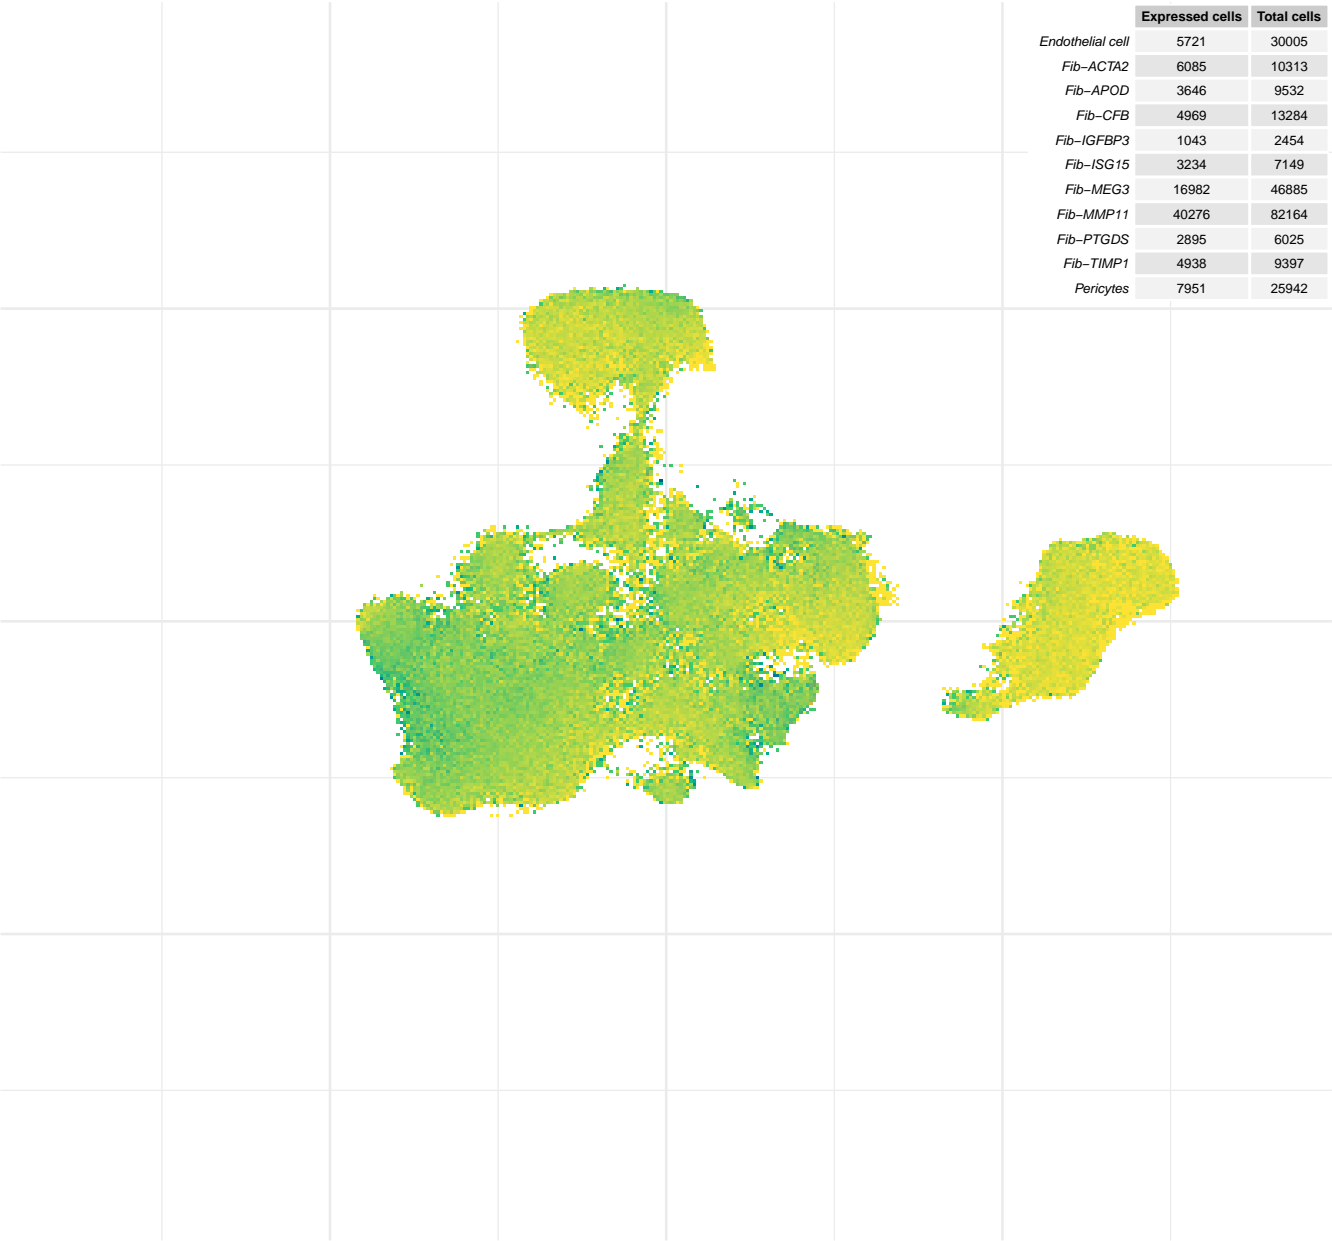 Expressed cells Total cells
Endothelial cell 5721 30005
Fib−ACTA2 6085 10313
Fib−APOD 3646 9532
Fib−CFB 4969 13284
Fib−IGFBP3 1043 2454
Fib−ISG15 3234 7149
Fib−MEG3 16982 46885
Fib−MMP11 40276 82164
Fib−PTGDS 2895 6025
Fib−TIMP1 4938 9397
Pericytes 7951 25942